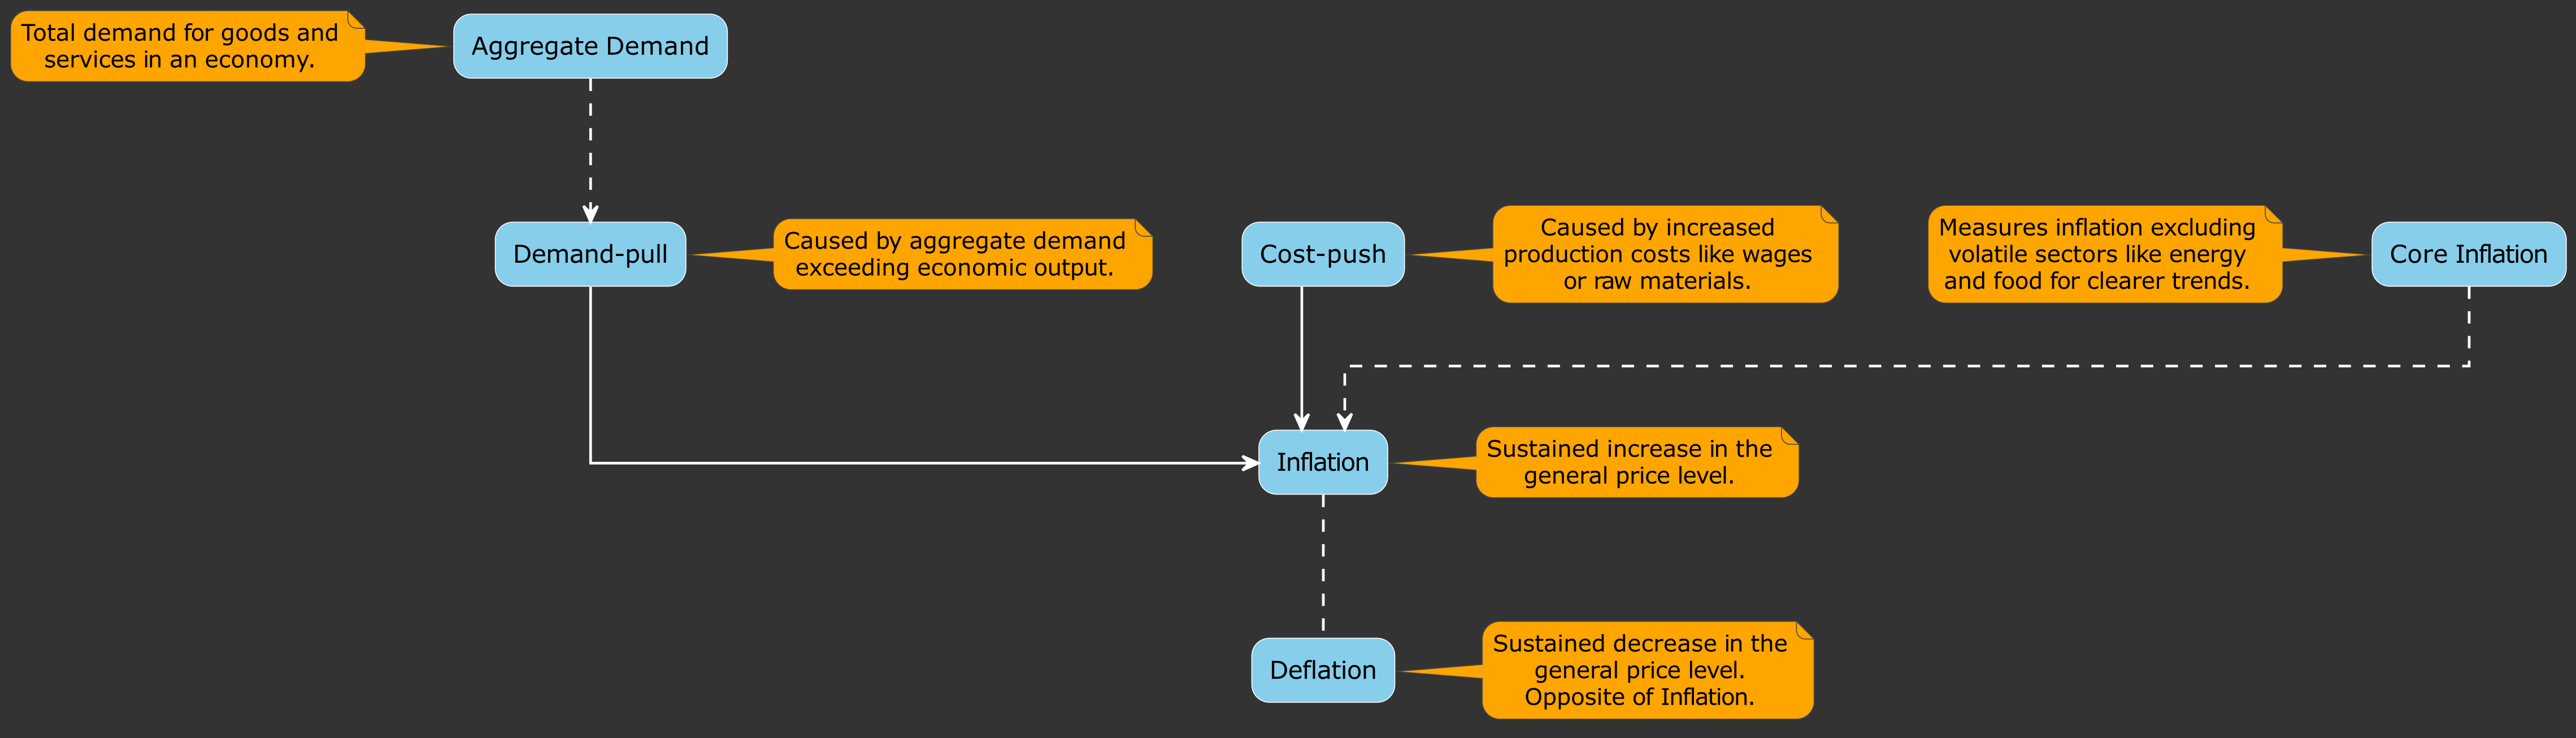 Total demand for goods and
services in an economy.
Aggregate Demand
Demand-pull
Caused by aggregate demand
exceeding economic output.
Cost-push
Caused by increased
production costs like wages
or raw materials.
Measures inflation excluding
volatile sectors like energy
and food for clearer trends.
Core Inflation
Inflation
Sustained increase in the
general price level.
Deflation
Sustained decrease in the
general price level.
Opposite of Inflation.